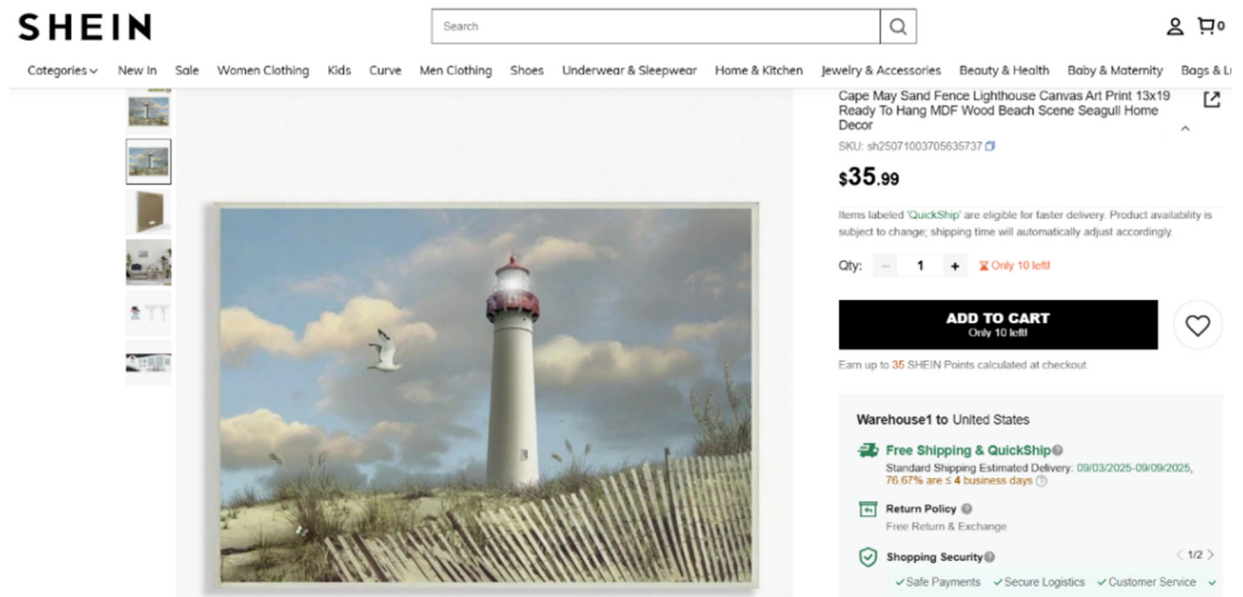 SHEIN
Search
0
Categories New In Sale Women Clothing Kids Curve Men Clothing Shoes Underwear & Sleepwear Home & Kitchen Jewelry & Accessories Beauty & Health Baby & Maternity Bags & L
Cape May Sand Fence Lighthouse Canvas Art Print 13x19
Ready To Hang MDF Wood Beach Scene Seagull Home
Decor
SKU: sh25071003705635737
$35.99
Items labeled 'QuickShip' are eligible for faster delivery. Product availability is
subject to change; shipping time will automatically adjust accordingly.
Qty: − 1 + Only 10 left!
ADD TO CART
Only 10 left!
Earn up to 35 SHEIN Points calculated at checkout.
Warehouse1 to United States
Free Shipping & QuickShip
Standard Shipping Estimated Delivery: 09/03/2025-09/09/2025,
76.67% are ≤ 4 business days
Return Policy
Free Return & Exchange
Shopping Security 1/2
Safe Payments Secure Logistics Customer Service